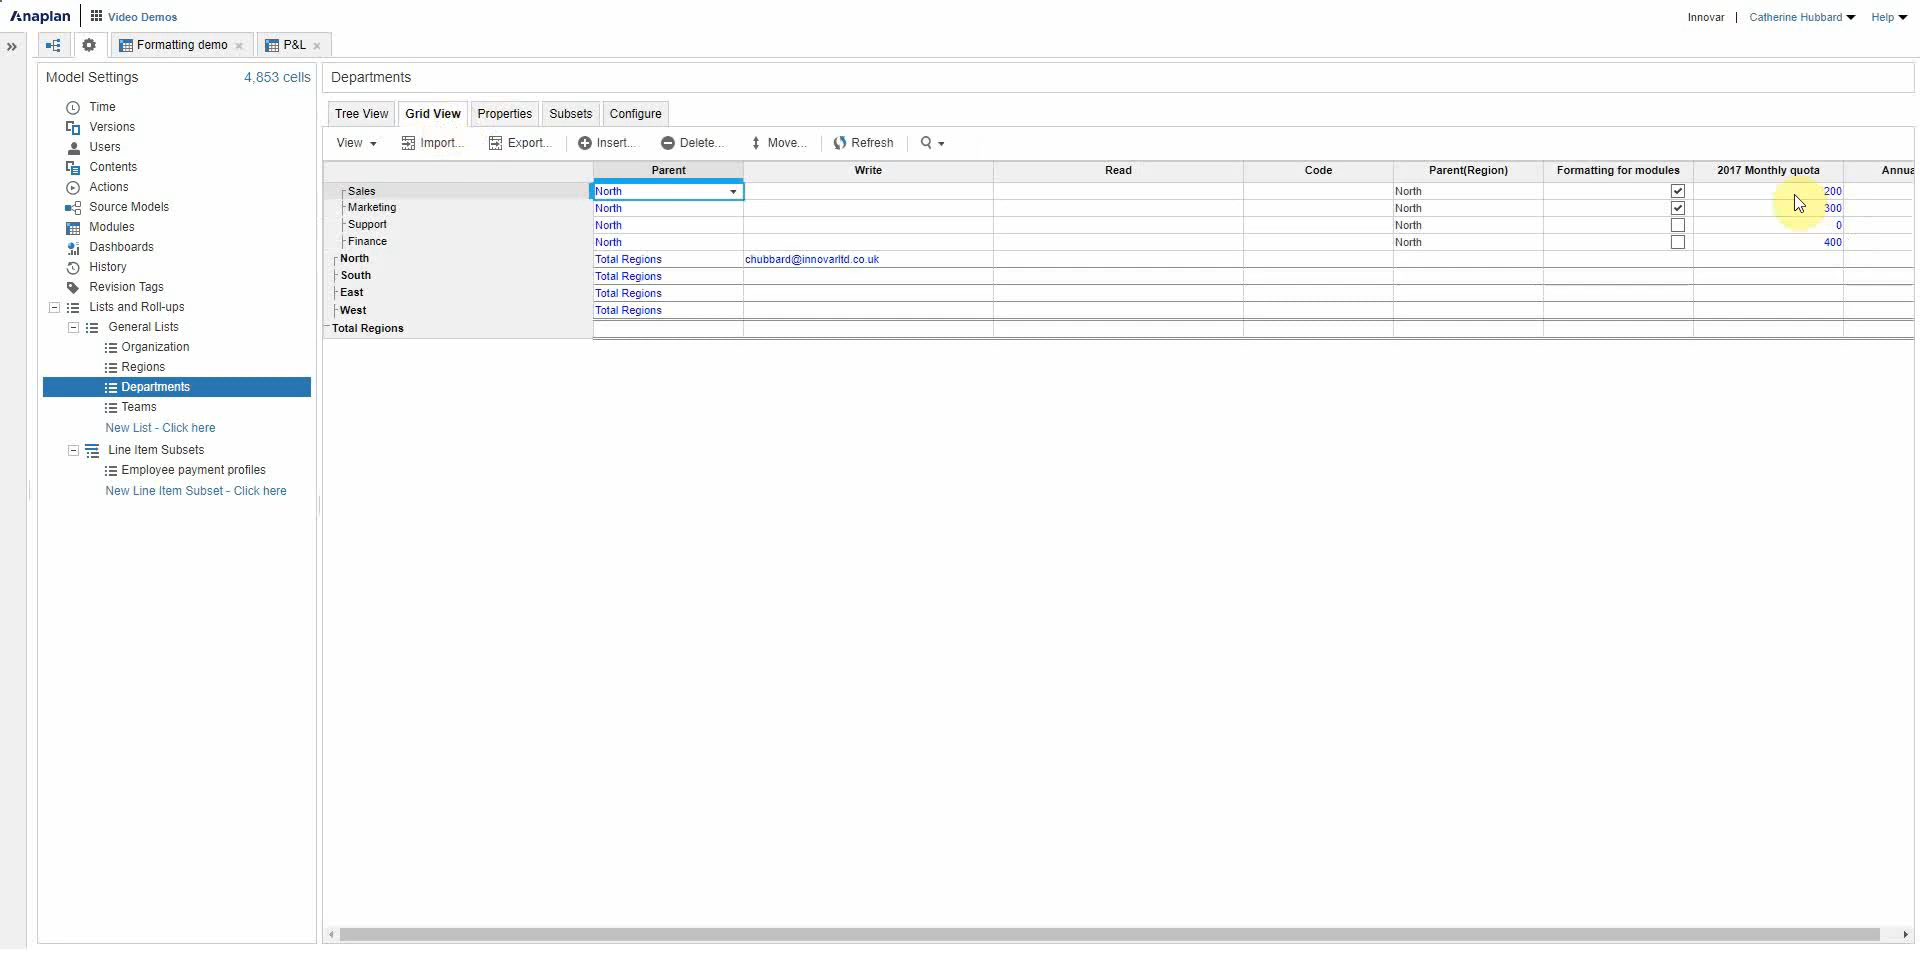 Anaplan Video Demos Innovar | Catherine Hubbard Help
Formatting demo P&L
Model Settings 4,853 cells
Time
Versions
Users
Contents
Actions
Source Models
Modules
Dashboards
History
Revision Tags
Lists and Roll-ups
General Lists
Organization
Regions
Departments
Teams
New List - Click here
Line Item Subsets
Employee payment profiles
New Line Item Subset - Click here
Departments
Tree View Grid View Properties Subsets Configure
View Import... Export... Insert... Delete... Move... Refresh
Parent Write Read Code Parent(Region) Formatting for modules 2017 Monthly quota Annua
Sales North North 200
Marketing North North 300
Support North North 0
Finance North North 400
North Total Regions chubbard@innovarltd.co.uk
South Total Regions
East Total Regions
West Total Regions
Total Regions